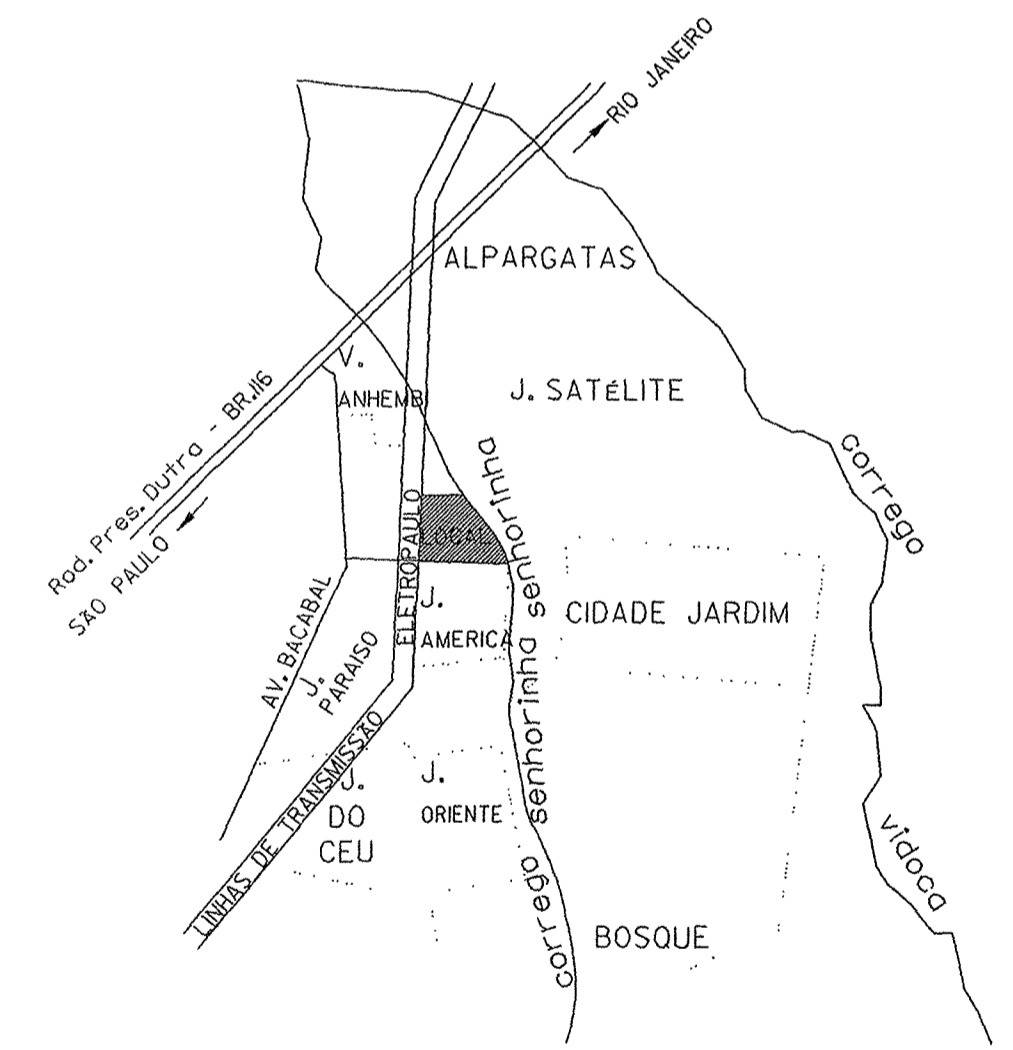 RIO JANEIRO
ALPARGATAS
V.
ANHEMBI
J. SATÉLITE
Rod. Pres. Dutra - BR.116
SÃO PAULO
corrego
senhorinha
LOCAL
ELETROPAULO
J.
AMERICA
CIDADE JARDIM
AV. BACABAL
J.
PARAISO
senhorinha
LINHAS DE TRANSMISSÃO
J.
DO
CEU
J.
ORIENTE
vidoca
corrego
BOSQUE